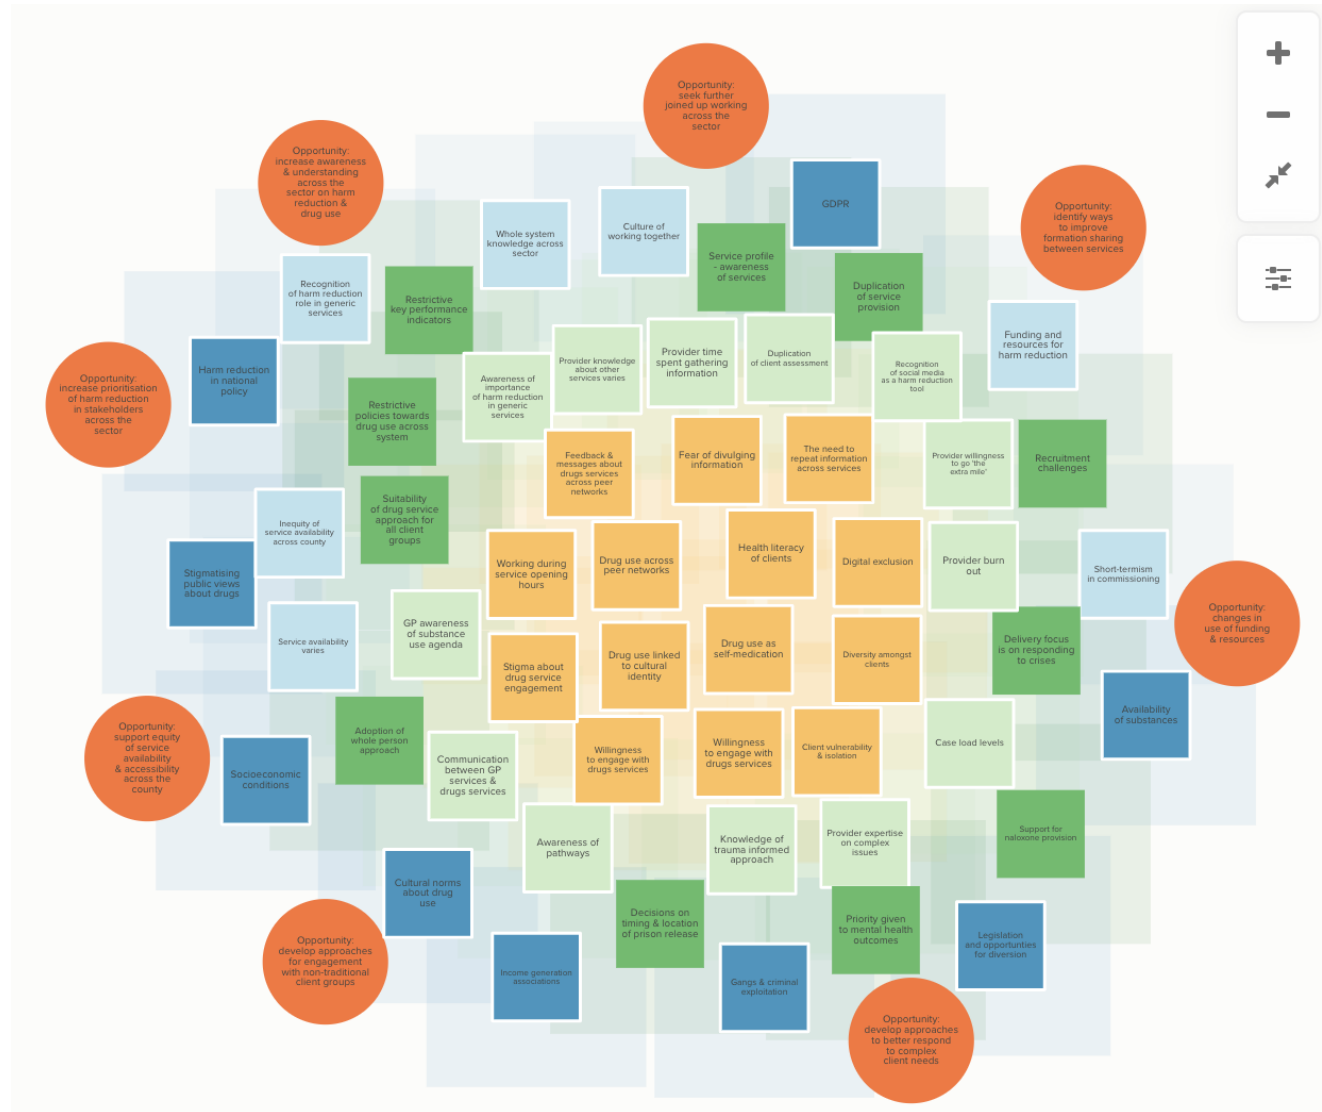 Opportunity:
seek further
joined up working
across the
sector
Opportunity:
increase awareness
& understanding
across the
sector on harm
reduction &
drug use
Opportunity:
identify ways
to improve
formation sharing
between services
GDPR
Culture of
working together
Whole system
knowledge across
sector
Service profile
- awareness
of services
Recognition
of harm reduction
role in generic
services
Restrictive
key performance
indicators
Duplication
of service
provision
Funding and
resources for
harm reduction
Harm reduction
in national
policy
Opportunity:
increase prioritisation
of harm reduction
in stakeholders
across the
sector
Awareness of
importance
of harm reduction
in generic
services
Provider knowledge
about other
services varies
Provider time
spent gathering
information
Duplication
of client assessment
Recognition
of social media
as a harm reduction
tool
Restrictive
policies towards
drug use across
system
Feedback &
messages about
drugs services
across peer
networks
Fear of divulging
information
The need to
repeat information
across services
Provider willingness
to go 'the
extra mile'
Recruitment
challenges
Suitability
of drug service
approach for
all client
groups
Inequity of
service availability
across county
Stigmatising
public views
about drugs
Working during
service opening
hours
Drug use across
peer networks
Health literacy
of clients
Digital exclusion
Provider burn
out
Short-termism
in commissioning
Opportunity:
changes in
use of funding
& resources
Service availability
varies
GP awareness
of substance
use agenda
Stigma about
drug service
engagement
Drug use linked
to cultural
identity
Drug use as
self-medication
Diversity amongst
clients
Delivery focus
is on responding
to crises
Availability
of substances
Opportunity:
support equity
of service
availability
& accessibility
across the
county
Socioeconomic
conditions
Adoption of
whole person
approach
Communication
between GP
services &
drugs services
Willingness
to engage with
drugs services
Willingness
to engage with
drugs services
Client vulnerability
& isolation
Case load levels
Support for
naloxone provision
Awareness of
pathways
Knowledge of
trauma informed
approach
Provider expertise
on complex
issues
Cultural norms
about drug
use
Decisions on
timing & location
of prison release
Priority given
to mental health
outcomes
Legislation
and opportunties
for diversion
Opportunity:
develop approaches
for engagement
with non-traditional
client groups
Income generation
associations
Gangs & criminal
exploitation
Opportunity:
develop approaches
to better respond
to complex
client needs